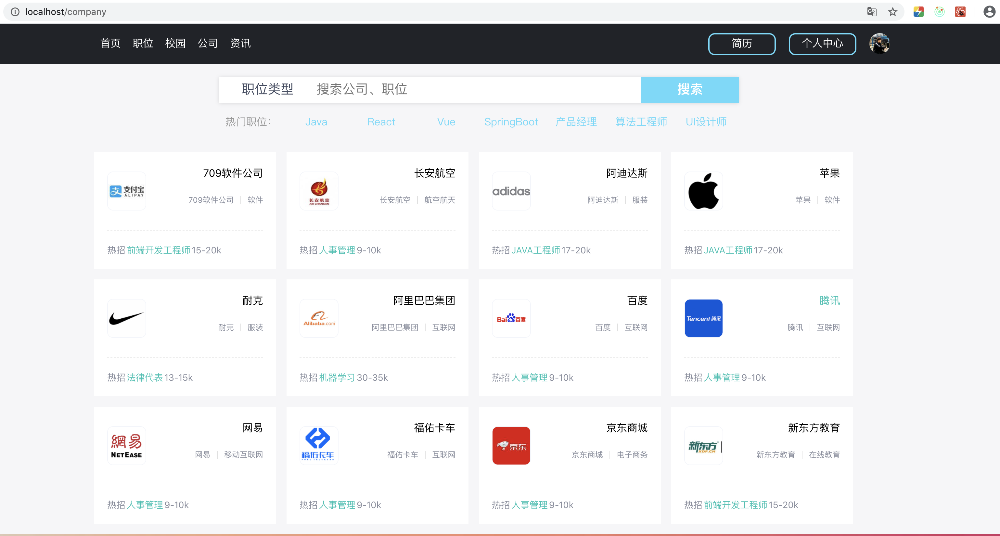 localhost/company
首页 职位 校园 公司 资讯 简历 个人中心
职位类型 搜索公司、职位 搜索
热门职位： Java React Vue SpringBoot 产品经理 算法工程师 UI设计师
709软件公司
支付宝
ALIPAY
709软件公司 | 软件
热招 前端开发工程师 15-20k
长安航空
长安航空
AIR CHANGAN
长安航空 | 航空航天
热招 人事管理 9-10k
阿迪达斯
adidas
阿迪达斯 | 服装
热招 JAVA工程师 17-20k
苹果
苹果 | 软件
热招 JAVA工程师 17-20k
耐克
耐克 | 服装
热招 法律代表 13-15k
阿里巴巴集团
Alibaba.com
阿里巴巴集团 | 互联网
热招 机器学习 30-35k
百度
Bai du 百度
百度 | 互联网
热招 人事管理 9-10k
腾讯
Tencent 腾讯
腾讯 | 互联网
热招 人事管理 9-10k
网易
網易
NETEASE
网易 | 移动互联网
热招 人事管理 9-10k
福佑卡车
福佑卡车
FORU TRUCKING
福佑卡车 | 互联网
热招 人事管理 9-10k
京东商城
京东
京东商城 | 电子商务
热招 人事管理 9-10k
新东方教育
新东方
XDF.CN
新东方教育 | 在线教育
热招 前端开发工程师 15-20k